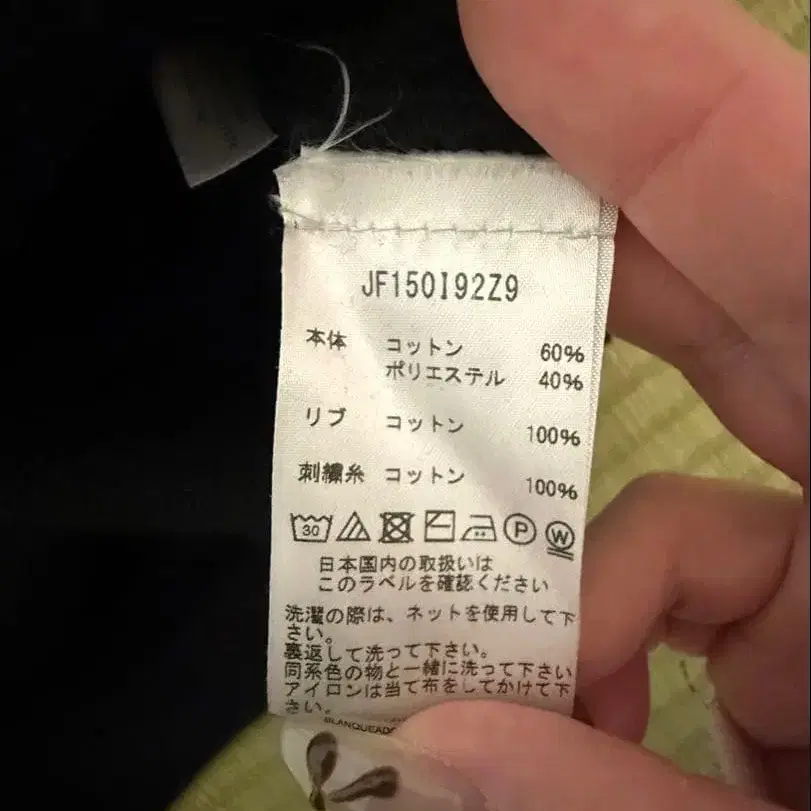 JF150I92Z9
本体 コットン 60%
ポリエステル 40%
リブ コットン 100%
刺繍糸 コットン 100%
30 P W
日本国内の取扱いは
このラベルを確認ください
洗濯の際は、ネットを使用して下
さい。
裏返して洗って下さい。
同系色の物と一緒に洗って下さい
アイロンは当て布をしてかけて下
さい。